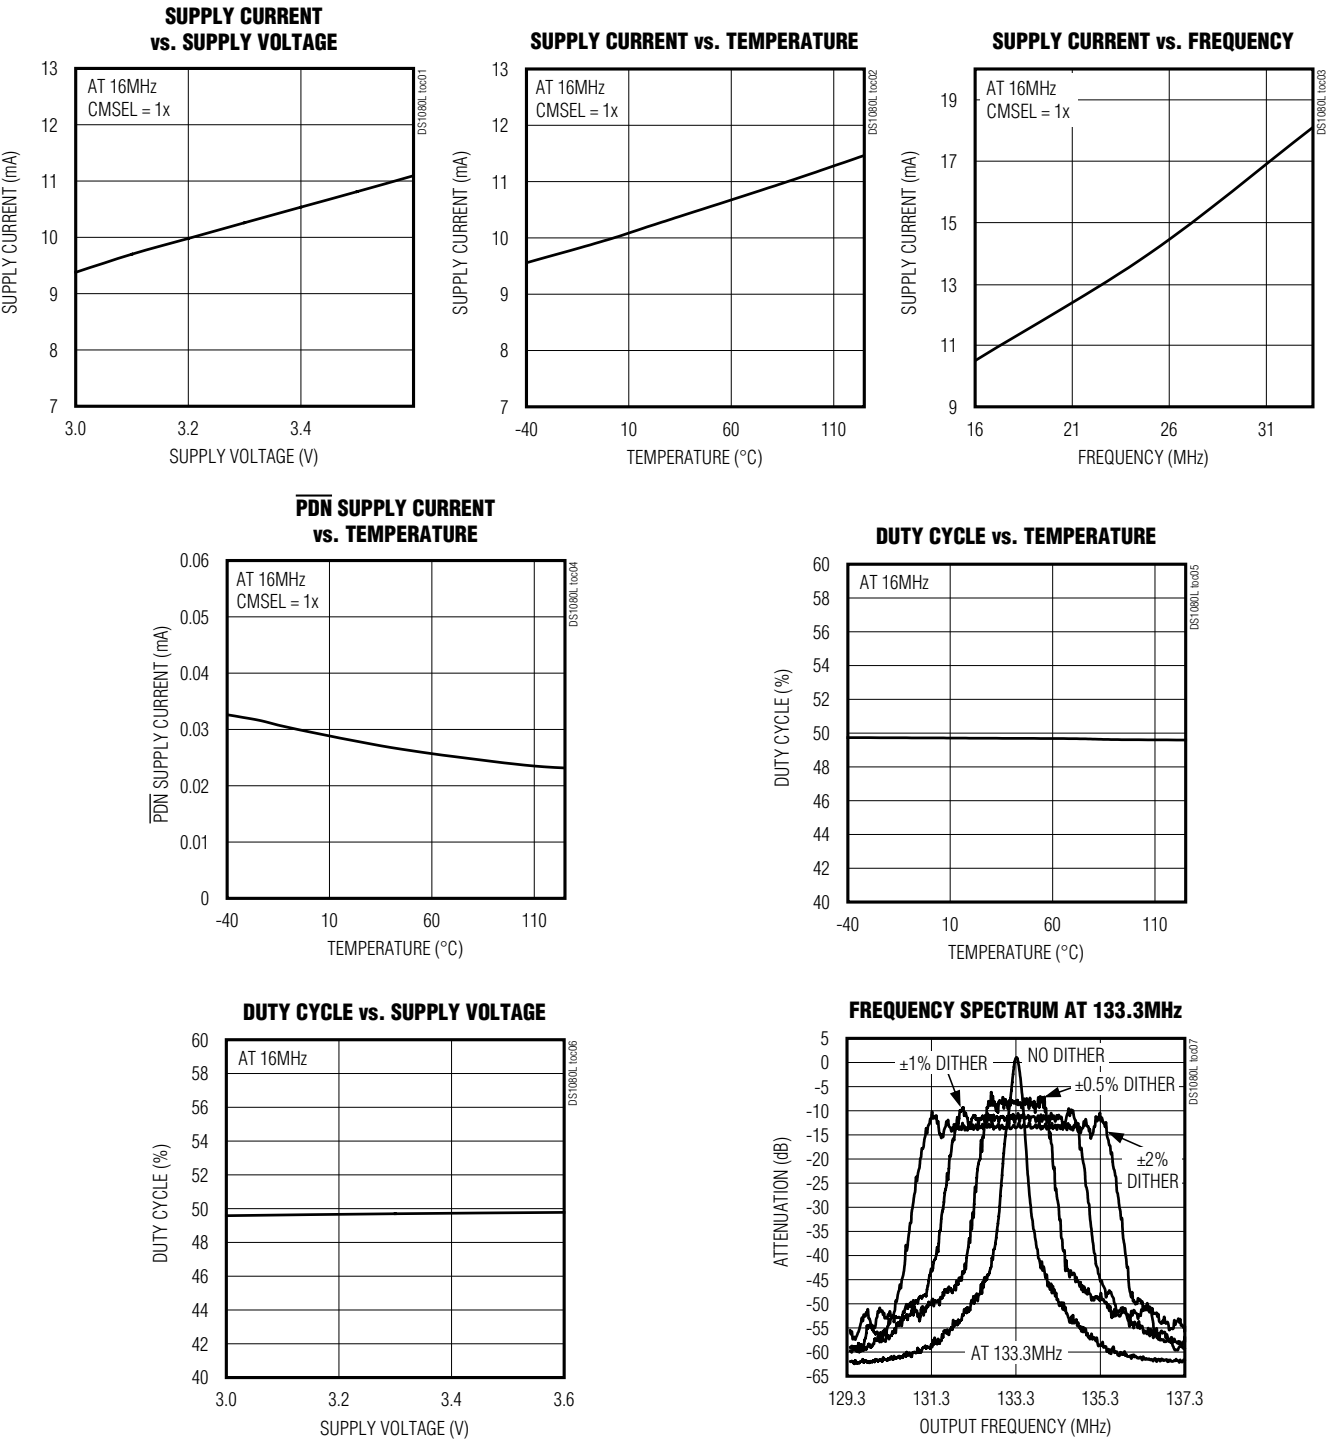 SUPPLY CURRENT
vs. SUPPLY VOLTAGE
13
12
11
10
9
8
7
SUPPLY CURRENT (mA)
AT 16MHz
CMSEL = 1x
DS1080L toc01
3.0 3.2 3.4
SUPPLY VOLTAGE (V)
SUPPLY CURRENT vs. TEMPERATURE
13
12
11
10
9
8
7
SUPPLY CURRENT (mA)
AT 16MHz
CMSEL = 1x
DS1080L toc02
-40 10 60 110
TEMPERATURE (°C)
SUPPLY CURRENT vs. FREQUENCY
19
17
15
13
11
9
SUPPLY CURRENT (mA)
AT 16MHz
CMSEL = 1x
DS1080L toc03
16 21 26 31
FREQUENCY (MHz)
PDN SUPPLY CURRENT
vs. TEMPERATURE
0.06
0.05
0.04
0.03
0.02
0.01
0
PDN SUPPLY CURRENT (mA)
AT 16MHz
CMSEL = 1x
DS1080L toc04
-40 10 60 110
TEMPERATURE (°C)
DUTY CYCLE vs. TEMPERATURE
60
58
56
54
52
50
48
46
44
42
40
DUTY CYCLE (%)
AT 16MHz
DS1080L toc05
-40 10 60 110
TEMPERATURE (°C)
DUTY CYCLE vs. SUPPLY VOLTAGE
60
58
56
54
52
50
48
46
44
42
40
DUTY CYCLE (%)
AT 16MHz
DS1080L toc06
3.0 3.2 3.4 3.6
SUPPLY VOLTAGE (V)
FREQUENCY SPECTRUM AT 133.3MHz
5
0
-5
-10
-15
-20
-25
-30
-35
-40
-45
-50
-55
-60
-65
ATTENUATION (dB)
±1% DITHER
NO DITHER
±0.5% DITHER
±2%
DITHER
AT 133.3MHz
DS1080L toc07
129.3 131.3 133.3 135.3 137.3
OUTPUT FREQUENCY (MHz)